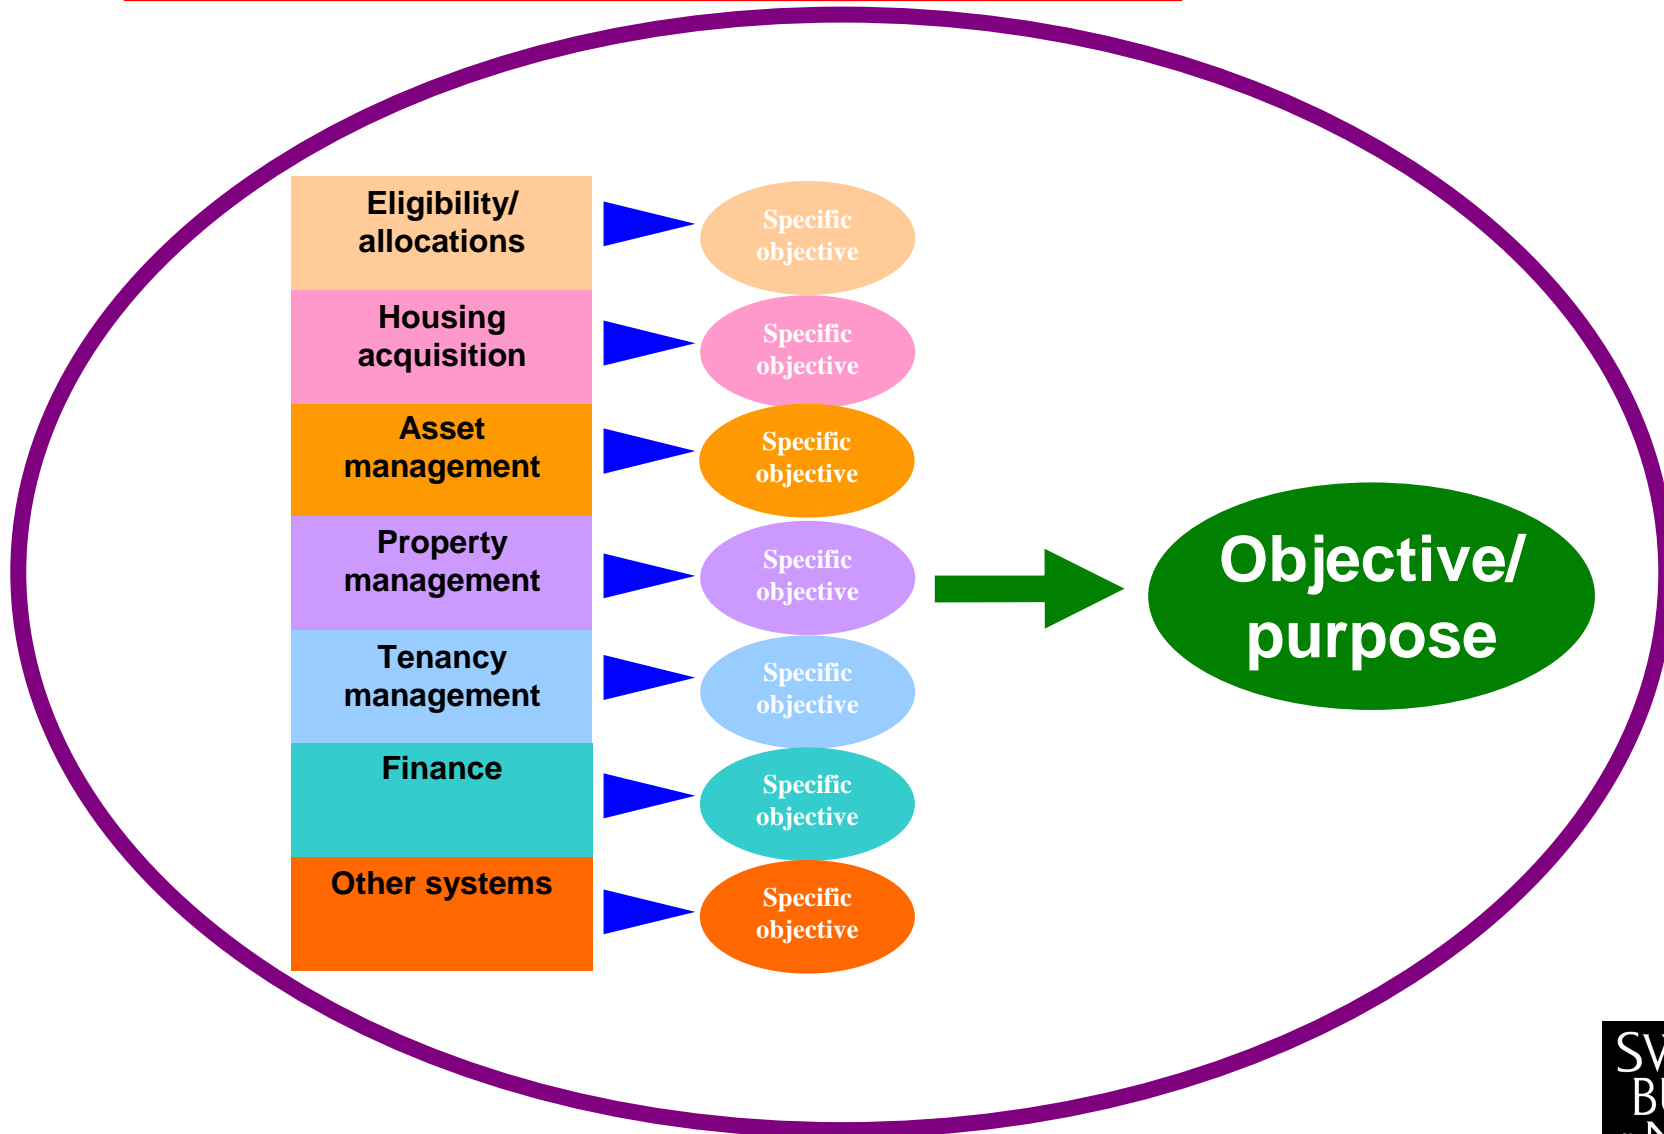 Eligibility/
allocations
Specific
objective
Housing
acquisition
Specific
objective
Asset
management
Specific
objective
Property
management
Specific
objective
Objective/
purpose
Tenancy
management
Specific
objective
Finance
Specific
objective
Other systems
Specific
objective